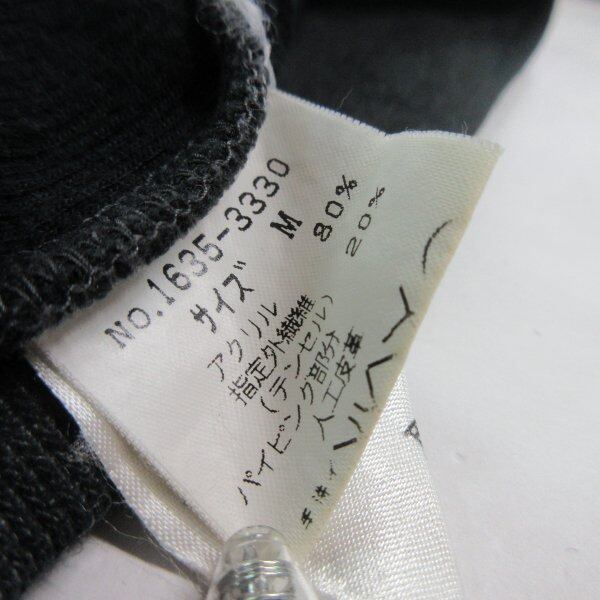 NO.1635-3330
サイズ M
アクリル 80%
指定外繊維 20%
(テンセル)
パイピング部分
人工皮革